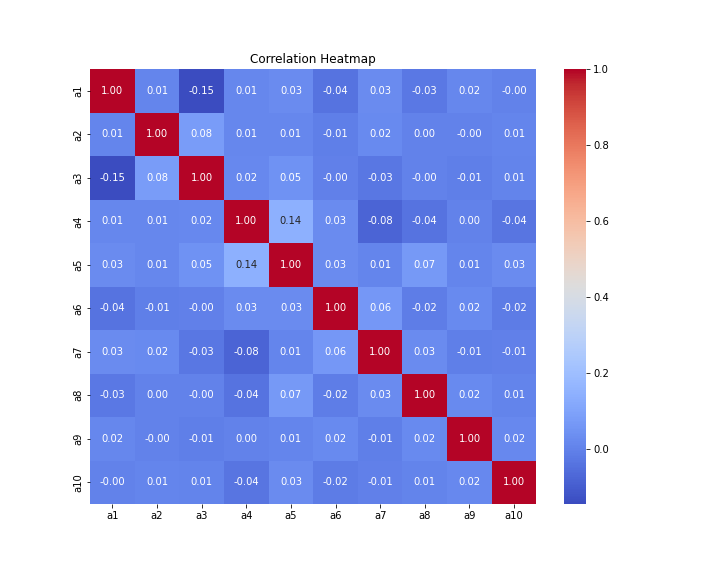 Correlation Heatmap
a1 1.00 0.01 -0.15 0.01 0.03 -0.04 0.03 -0.03 0.02 -0.00
a2 0.01 1.00 0.08 0.01 0.01 -0.01 0.02 0.00 -0.00 0.01
a3 -0.15 0.08 1.00 0.02 0.05 -0.00 -0.03 -0.00 -0.01 0.01
a4 0.01 0.01 0.02 1.00 0.14 0.03 -0.08 -0.04 0.00 -0.04
a5 0.03 0.01 0.05 0.14 1.00 0.03 0.01 0.07 0.01 0.03
a6 -0.04 -0.01 -0.00 0.03 0.03 1.00 0.06 -0.02 0.02 -0.02
a7 0.03 0.02 -0.03 -0.08 0.01 0.06 1.00 0.03 -0.01 -0.01
a8 -0.03 0.00 -0.00 -0.04 0.07 -0.02 0.03 1.00 0.02 0.01
a9 0.02 -0.00 -0.01 0.00 0.01 0.02 -0.01 0.02 1.00 0.02
a10 -0.00 0.01 0.01 -0.04 0.03 -0.02 -0.01 0.01 0.02 1.00
a1 a2 a3 a4 a5 a6 a7 a8 a9 a10
1.0
0.8
0.6
0.4
0.2
0.0